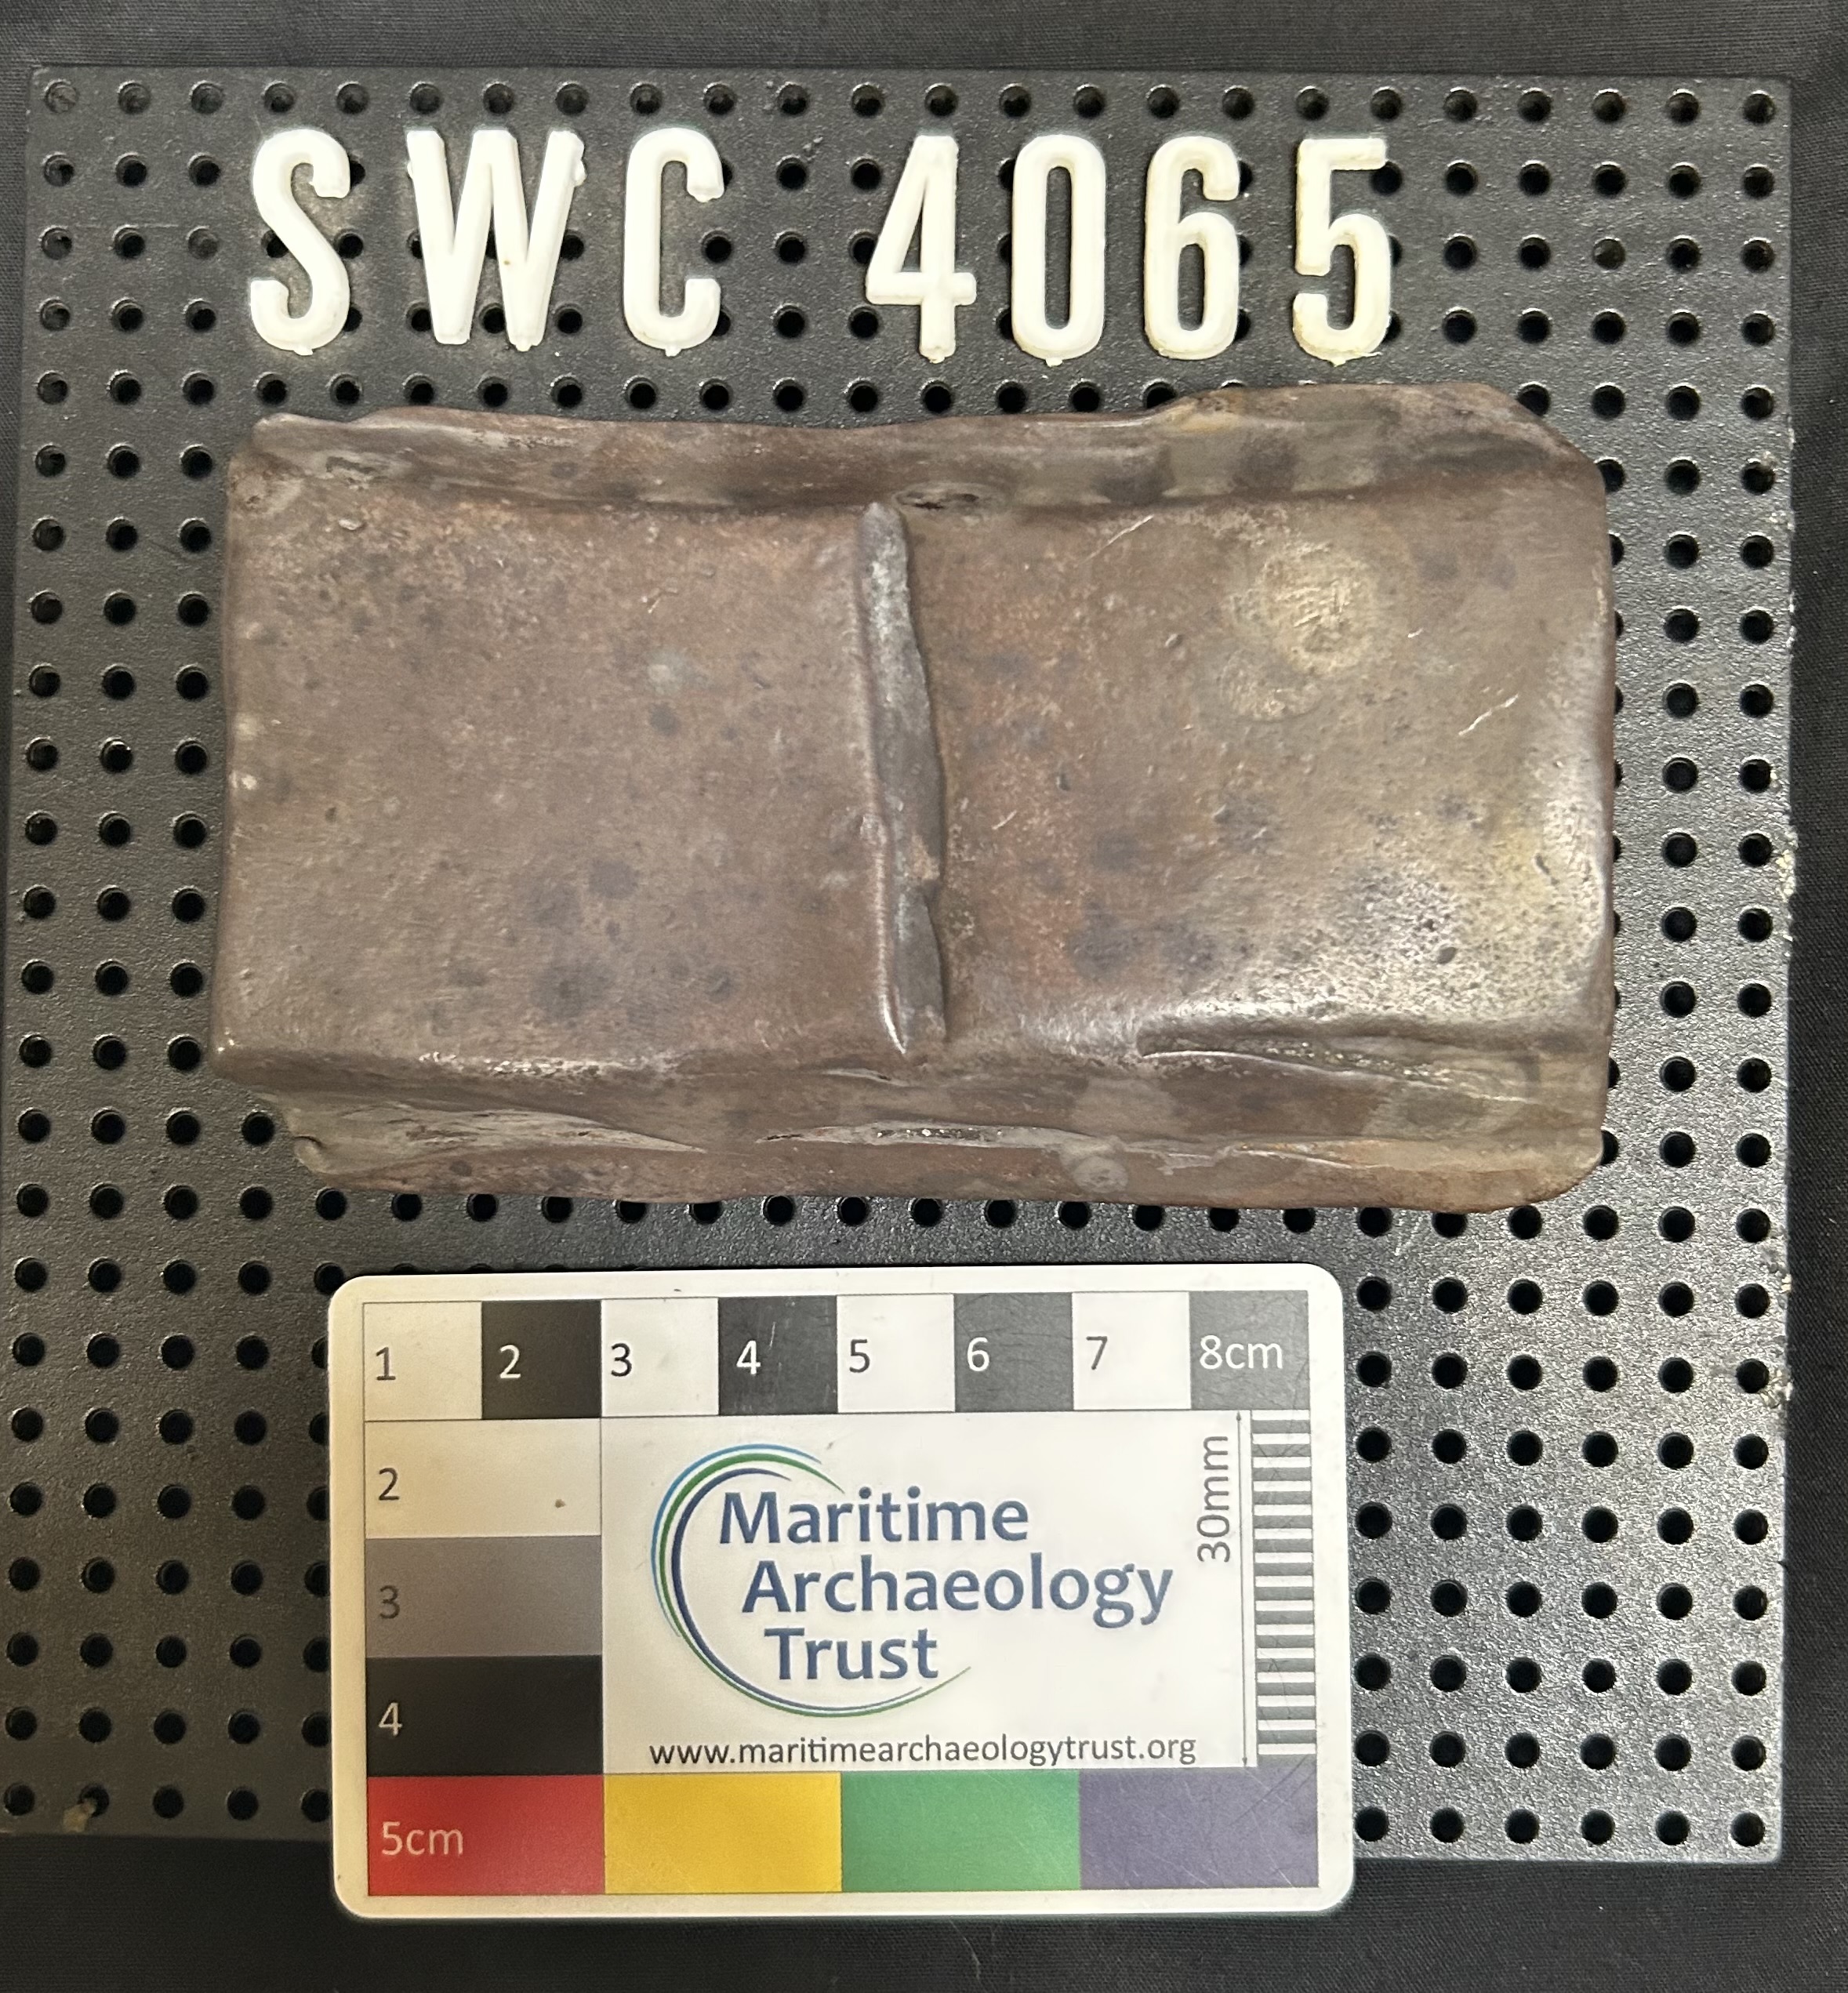 SWC 4065
1 2 3 4 5 6 7 8cm
2
3
4
5cm
30mm
Maritime
Archaeology
Trust
www.maritimearchaeologytrust.org